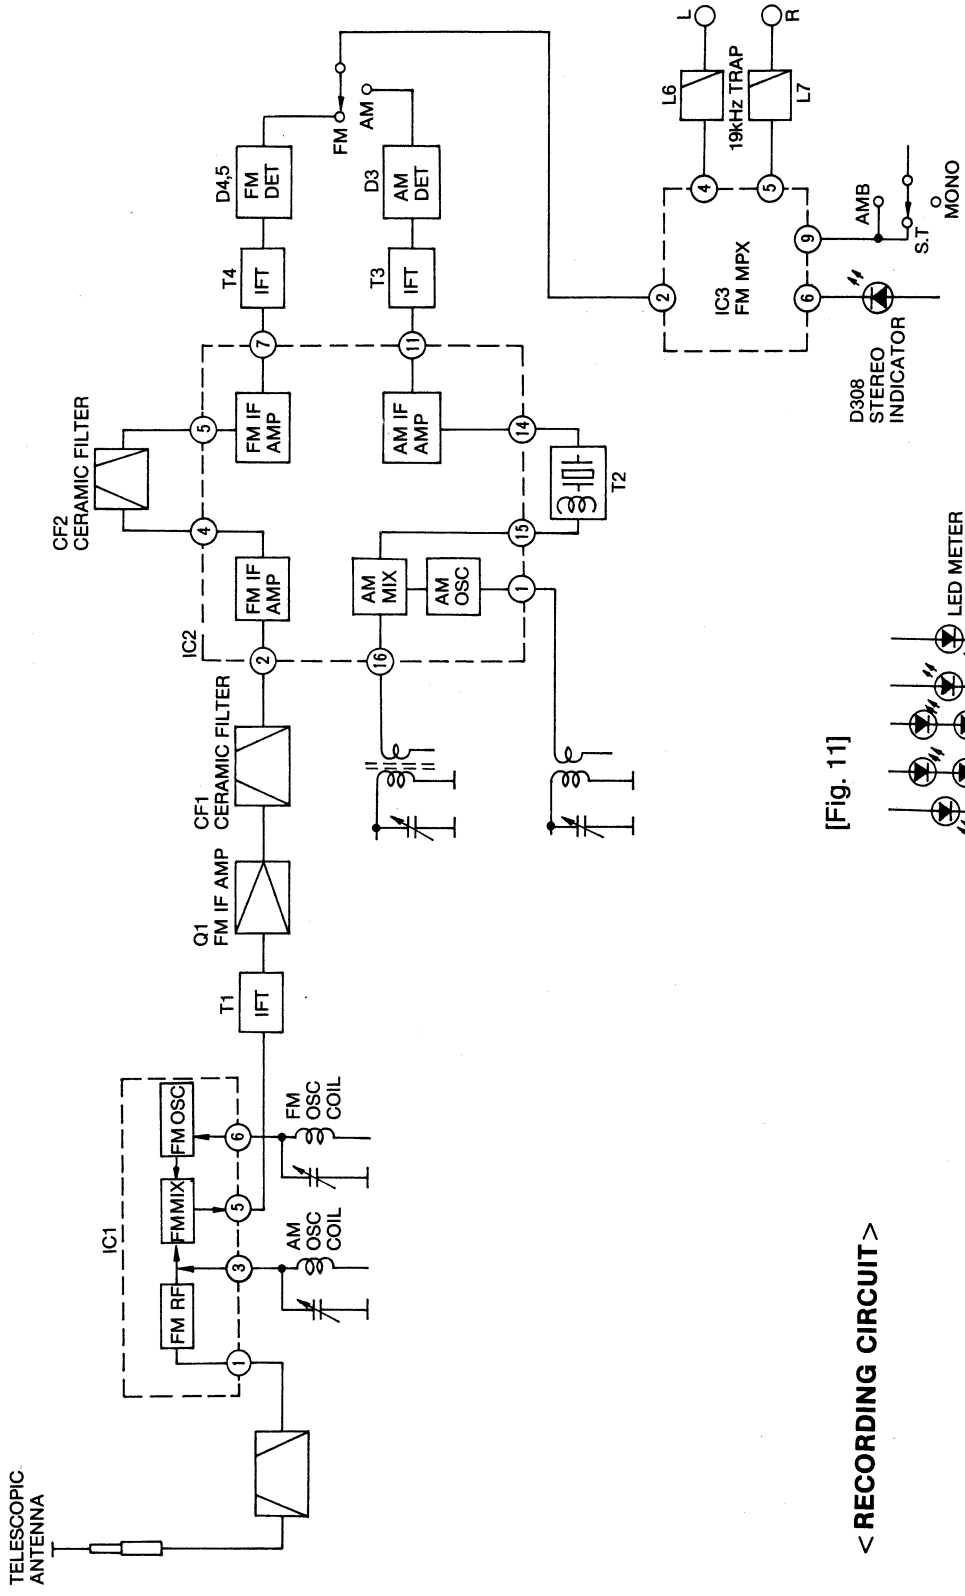 TELESCOPIC
ANTENNA
IC1
FM RF
FM MIX
FM OSC
1
3
5
6
AM
OSC
COIL
FM
OSC
COIL
T1
IFT
Q1
FM IF AMP
CF1
CERAMIC FILTER
IC2
2
FM IF
AMP
4
CF2
CERAMIC FILTER
5
FM IF
AMP
7
T4
IFT
D4,5
FM
DET
16
AM
MIX
AM
OSC
1
15
T2
14
AM IF
AMP
11
T3
IFT
D3
AM
DET
FM
AM
2
IC3
FM MPX
4
5
9
6
L6
19kHz TRAP
L7
L
R
AMB
S.T
MONO
D308
STEREO
INDICATOR
[Fig. 11]
LED METER
< RECORDING CIRCUIT >